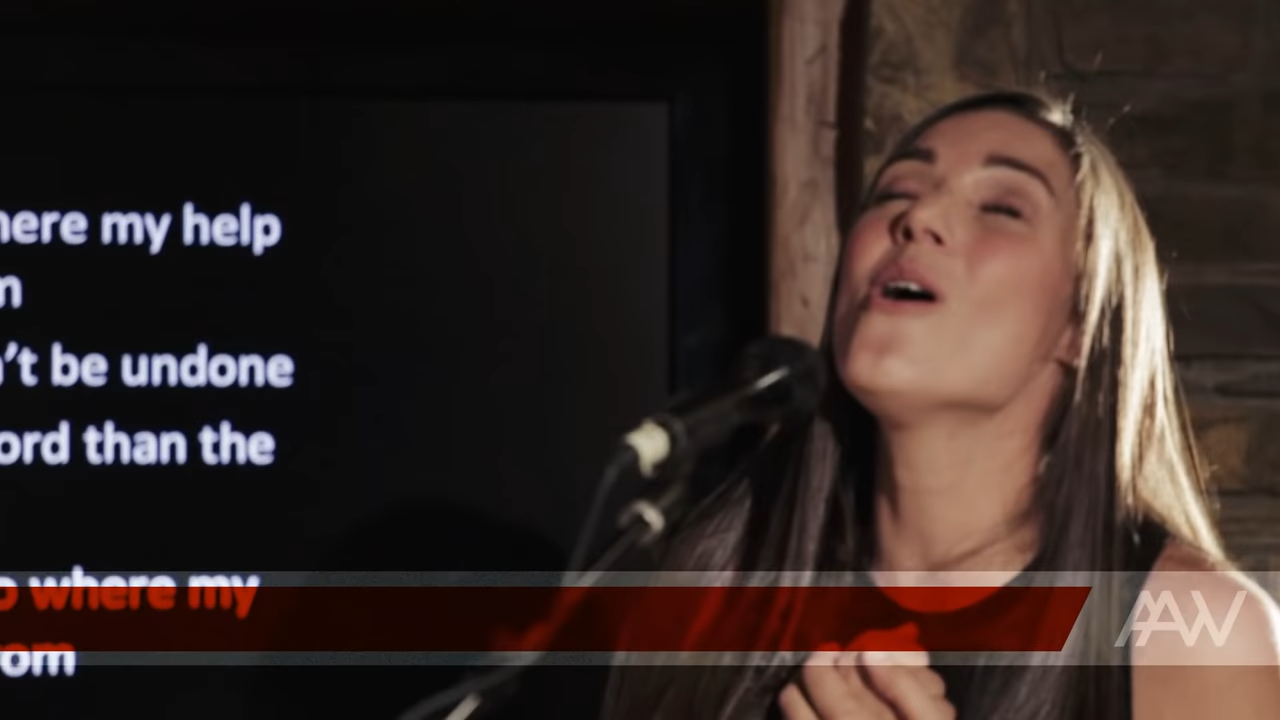 here my help
m
't be undone
ord than the
o where my
om
AAW